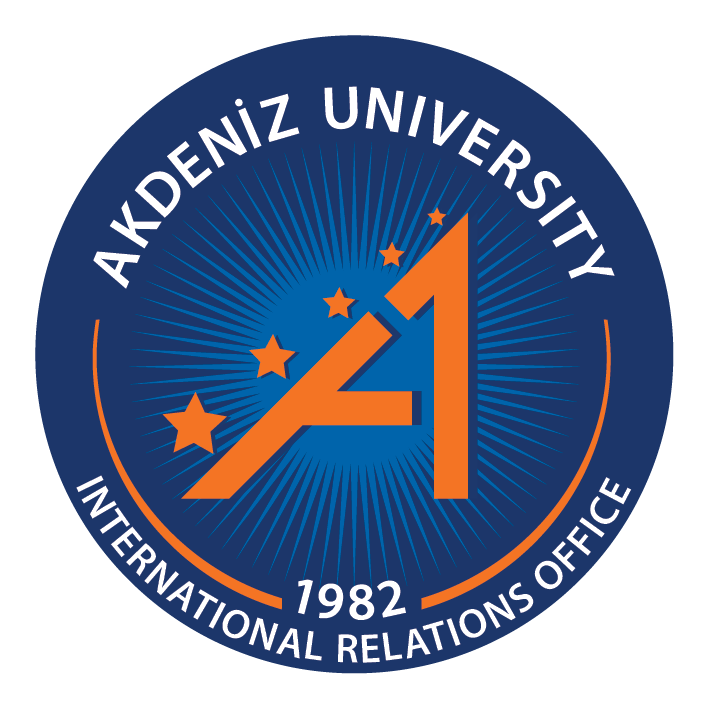 AKDENİZ UNIVERSITY
1982
INTERNATIONAL RELATIONS OFFICE